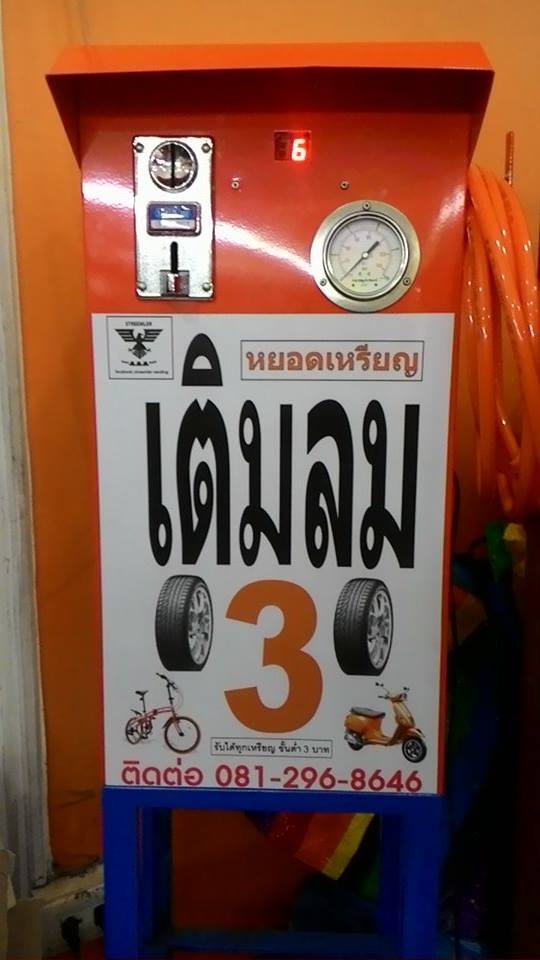 6
STREEHLER
หยอดเหรียญ
เติมลม
3
รับได้ทุกเหรียญ ขั้นต่ำ 3 บาท
ติดต่อ 081-296-8646